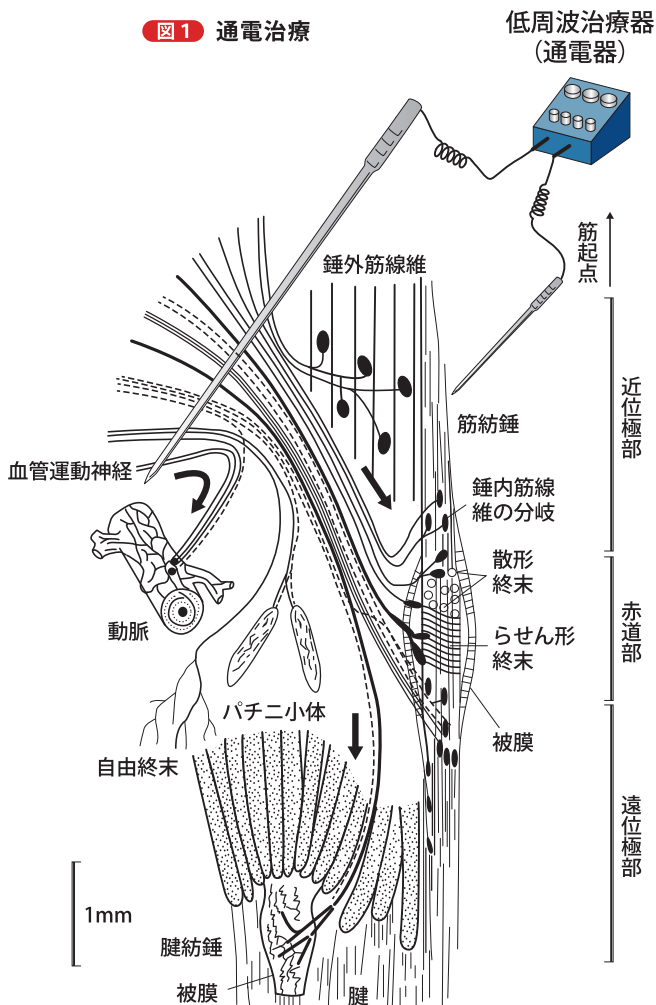 図1 通電治療
低周波治療器
(通電器)
筋起点
錘外筋線維
近位極部
筋紡錘
血管運動神経
錘内筋線
維の分岐
散形
終末
動脈
赤道部
らせん形
終末
パチニ小体
被膜
自由終末
遠位極部
1mm
腱紡錘
被膜
腱